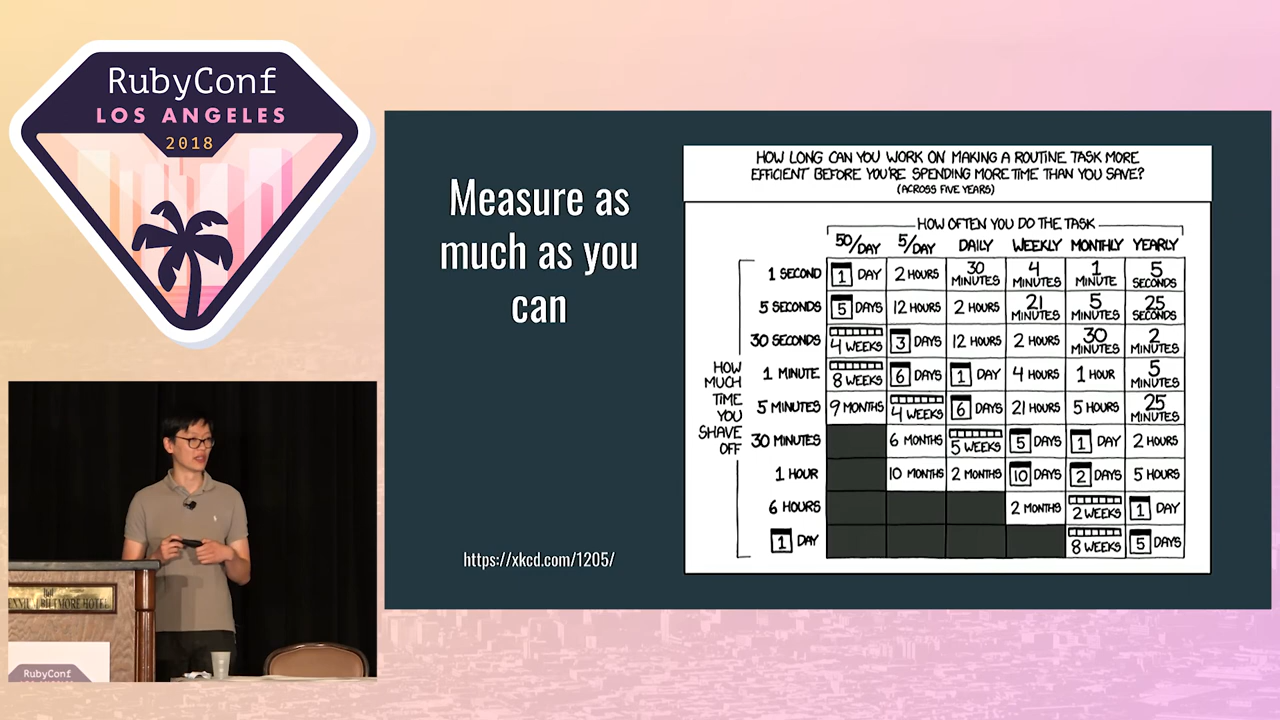 RubyConf
LOS ANGELES
2018
Measure as
much as you
can
https://xkcd.com/1205/
HOW LONG CAN YOU WORK ON MAKING A ROUTINE TASK MORE
EFFICIENT BEFORE YOU'RE SPENDING MORE TIME THAN YOU SAVE?
(ACROSS FIVE YEARS)
HOW OFTEN YOU DO THE TASK
50/DAY 5/DAY DAILY WEEKLY MONTHLY YEARLY
HOW
MUCH
TIME
YOU
SHAVE
OFF
1 SECOND 1 DAY 2 HOURS 30 MINUTES 4 MINUTES 1 MINUTE 5 SECONDS
5 SECONDS 5 DAYS 12 HOURS 2 HOURS 21 MINUTES 5 MINUTES 25 SECONDS
30 SECONDS 4 WEEKS 3 DAYS 12 HOURS 2 HOURS 30 MINUTES 2 MINUTES
1 MINUTE 8 WEEKS 6 DAYS 1 DAY 4 HOURS 1 HOUR 5 MINUTES
5 MINUTES 9 MONTHS 4 WEEKS 6 DAYS 21 HOURS 5 HOURS 25 MINUTES
30 MINUTES 6 MONTHS 5 WEEKS 5 DAYS 1 DAY 2 HOURS
1 HOUR 10 MONTHS 2 MONTHS 10 DAYS 2 DAYS 5 HOURS
6 HOURS 2 MONTHS 2 WEEKS 1 DAY
1 DAY 8 WEEKS 5 DAYS
BILTMORE HOTEL
RubyConf